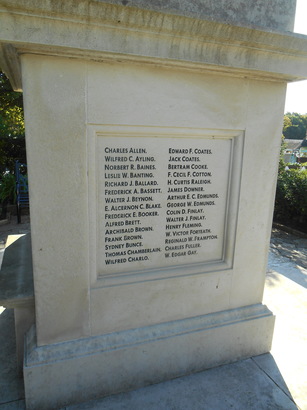 CHARLES ALLEN.
WILFRED C. AYLING.
NORBERT R. BAINES.
LESLIE W. BANTING.
RICHARD J. BALLARD.
FREDERICK A. BASSETT.
WALTER J. BEYNON.
E. ALGERNON C. BLAKE.
FREDERICK E. BOOKER.
ALFRED BRETT.
ARCHIBALD BROWN.
FRANK BROWN.
SYDNEY BUNCE.
THOMAS CHAMBERLAIN.
WILFRED CHABLO.
EDWARD F. COATES.
JACK COATES.
BERTRAM COOKE.
F. CECIL F. COTTON.
H. CURTIS RALEIGH.
JAMES DOWNER.
ARTHUR E. C. EDMUNDS.
GEORGE W. EDMUNDS.
COLIN D. FINLAY.
WALTER J. FINLAY.
HENRY FLEMING.
W. VICTOR FORTEATH.
REGINALD W. FRAMPTON.
CHARLES FULLER.
W. EDGAR GAY.